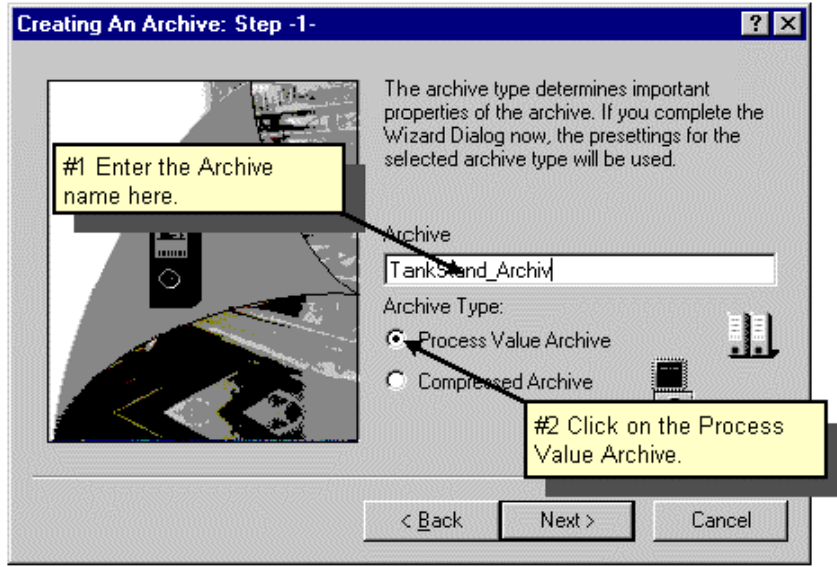 Creating An Archive: Step -1-
The archive type determines important
properties of the archive. If you complete the
Wizard Dialog now, the presettings for the
selected archive type will be used.
#1 Enter the Archive
name here.
Archive
TankStand_Archiv
Archive Type:
Process Value Archive
Compressed Archive
#2 Click on the Process
Value Archive.
< Back
Next >
Cancel